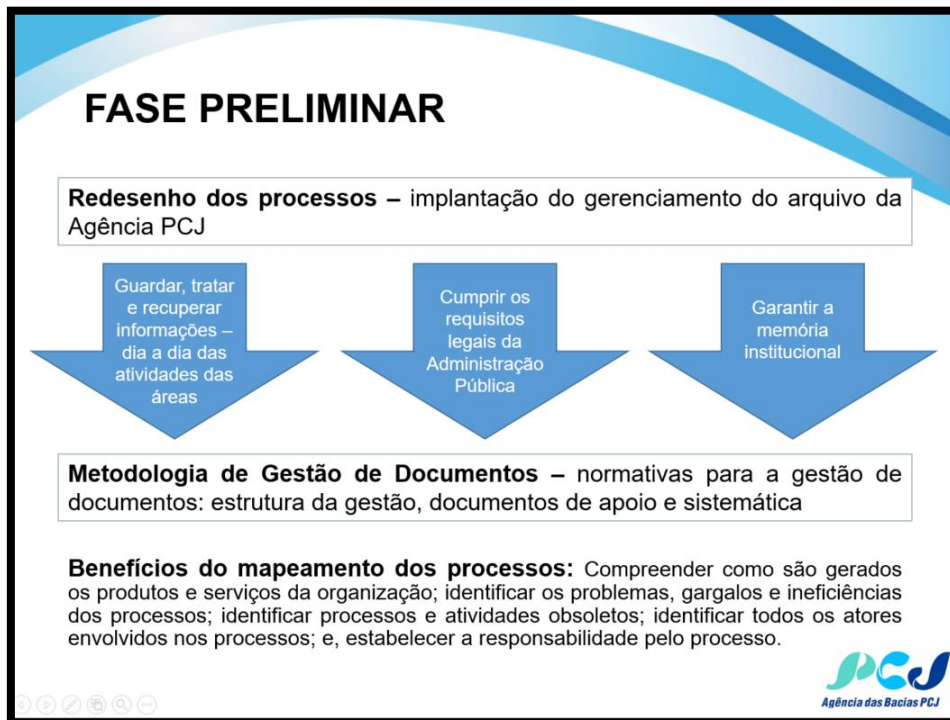 FASE PRELIMINAR
Redesenho dos processos – implantação do gerenciamento do arquivo da
Agência PCJ
Guardar, tratar
e recuperar
informações –
dia a dia das
atividades das
áreas
Cumprir os
requisitos
legais da
Administração
Pública
Garantir a
memória
institucional
Metodologia de Gestão de Documentos – normativas para a gestão de
documentos: estrutura da gestão, documentos de apoio e sistemática
Benefícios do mapeamento dos processos: Compreender como são gerados
os produtos e serviços da organização; identificar os problemas, gargalos e ineficiências
dos processos; identificar processos e atividades obsoletos; identificar todos os atores
envolvidos nos processos; e, estabelecer a responsabilidade pelo processo.
PCJ
Agência das Bacias PCJ